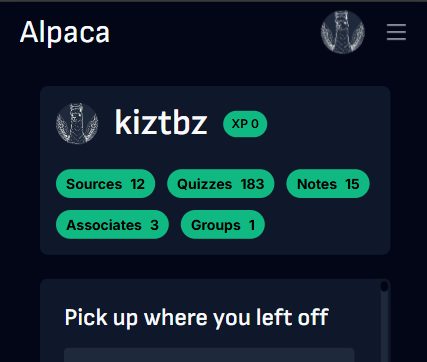 Alpaca
kiztbz XP 0
Sources 12 Quizzes 183 Notes 15
Associates 3 Groups 1
Pick up where you left off